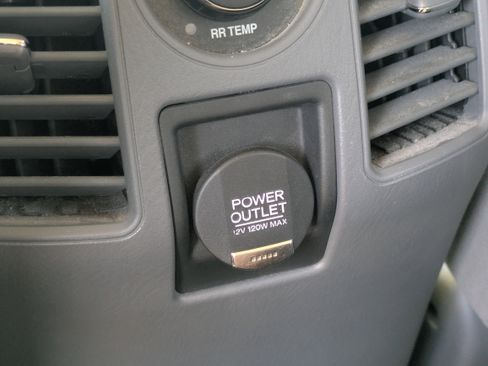 RR TEMP
POWER
OUTLET
12V 120W MAX